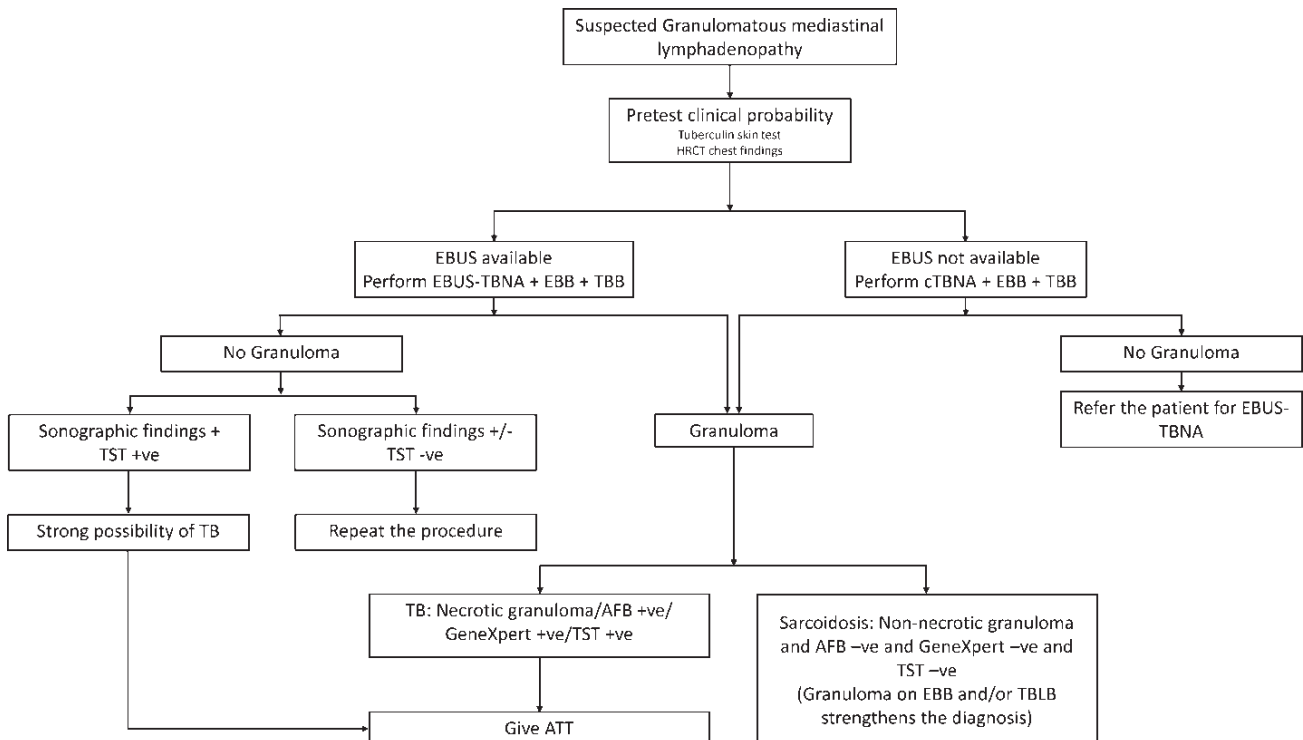 Suspected Granulomatous mediastinal
lymphadenopathy
Pretest clinical probability
Tuberculin skin test
HRCT chest findings
EBUS available
Perform EBUS-TBNA + EBB + TBB
EBUS not available
Perform cTBNA + EBB + TBB
No Granuloma
No Granuloma
Sonographic findings +
TST +ve
Sonographic findings +/-
TST -ve
Granuloma
Refer the patient for EBUS-
TBNA
Strong possibility of TB
Repeat the procedure
TB: Necrotic granuloma/AFB +ve/
GeneXpert +ve/TST +ve
Sarcoidosis: Non-necrotic granuloma
and AFB –ve and GeneXpert –ve and
TST –ve
(Granuloma on EBB and/or TBLB
strengthens the diagnosis)
Give ATT